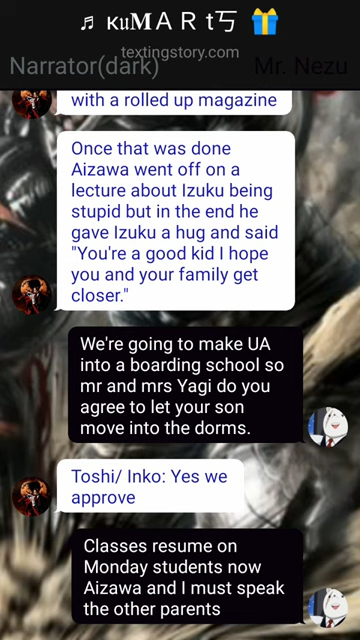 ♬ ĸυMAR t丂 🎁
textingstory.com
Narrator(dark) Mr. Nezu
with a rolled up magazine
Once that was done
Aizawa went off on a
lecture about Izuku being
stupid but in the end he
gave Izuku a hug and said
"You're a good kid I hope
you and your family get
closer."
We're going to make UA
into a boarding school so
mr and mrs Yagi do you
agree to let your son
move into the dorms.
Toshi/ Inko: Yes we
approve
Classes resume on
Monday students now
Aizawa and I must speak
the other parents